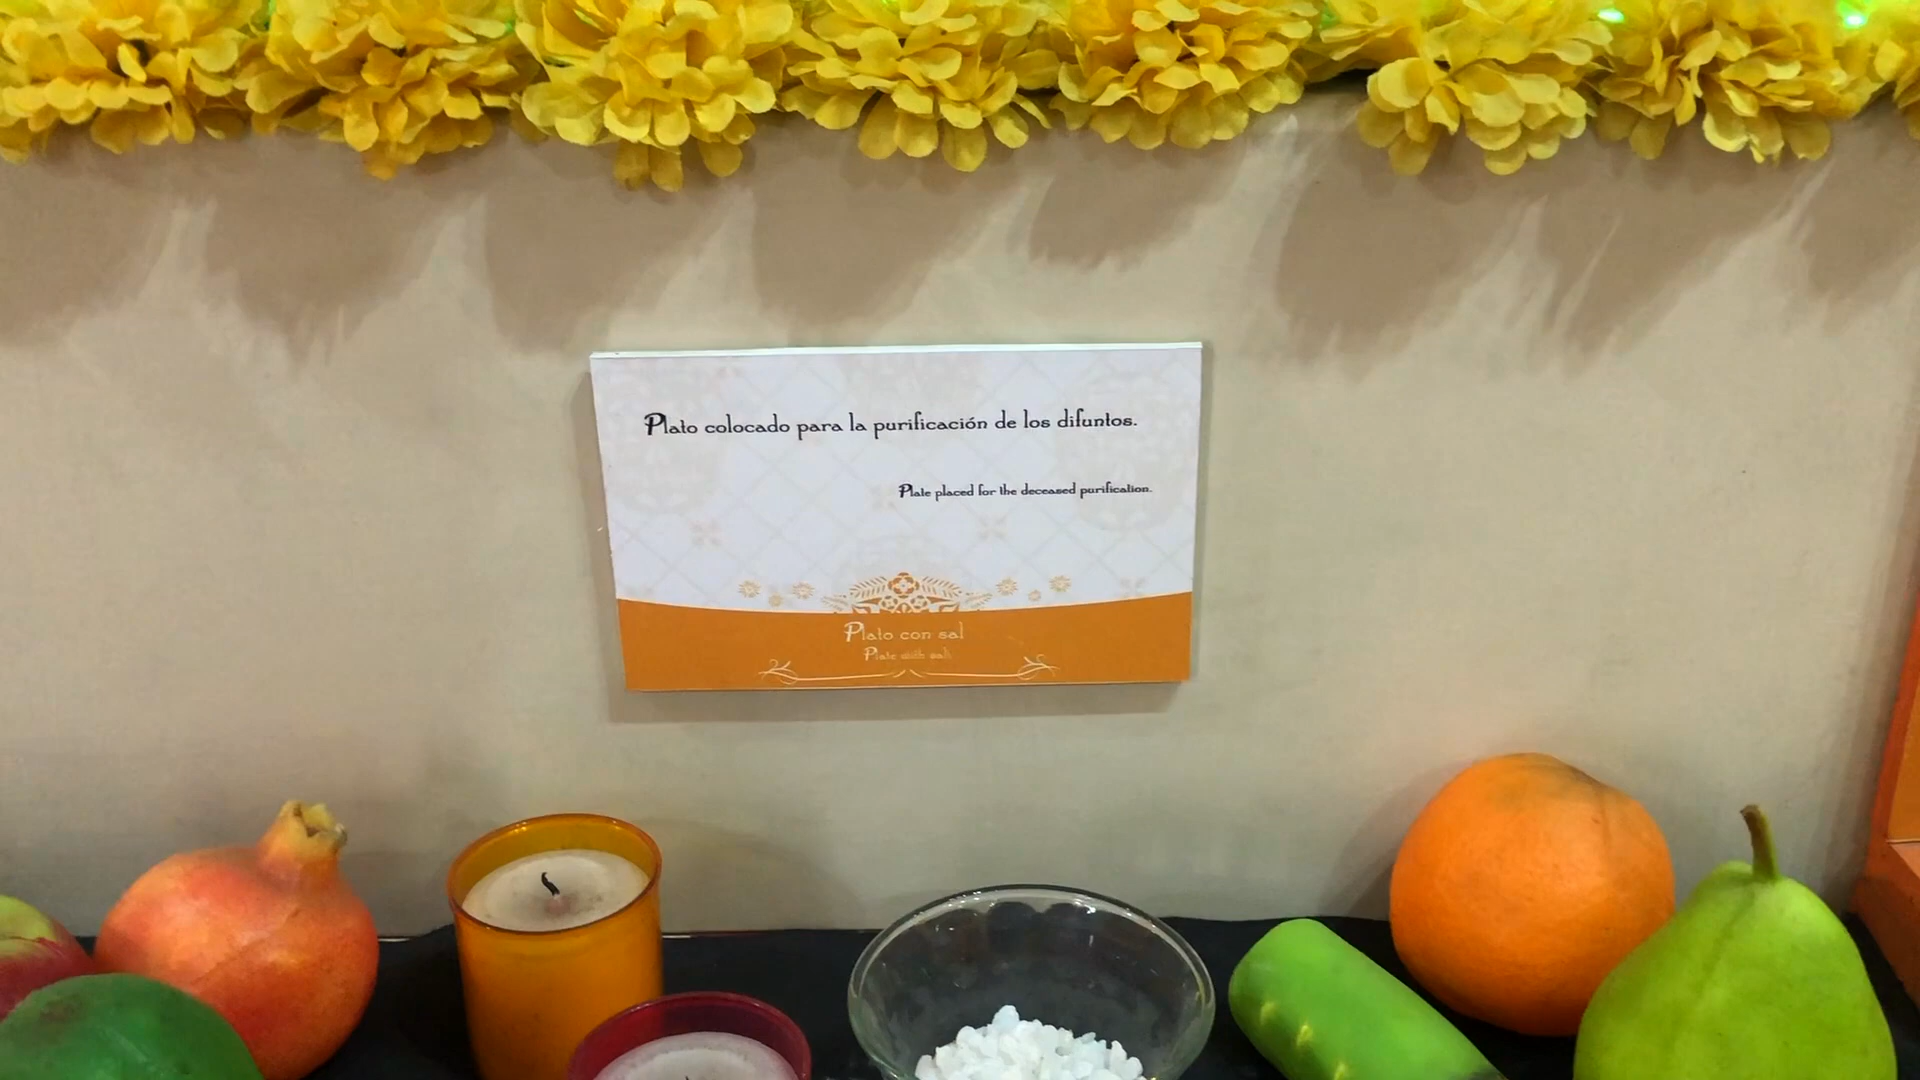 Plato colocado para la purificación de los difuntos.
Plate placed for the deceased purification.
Plato con sal
Plate with salt